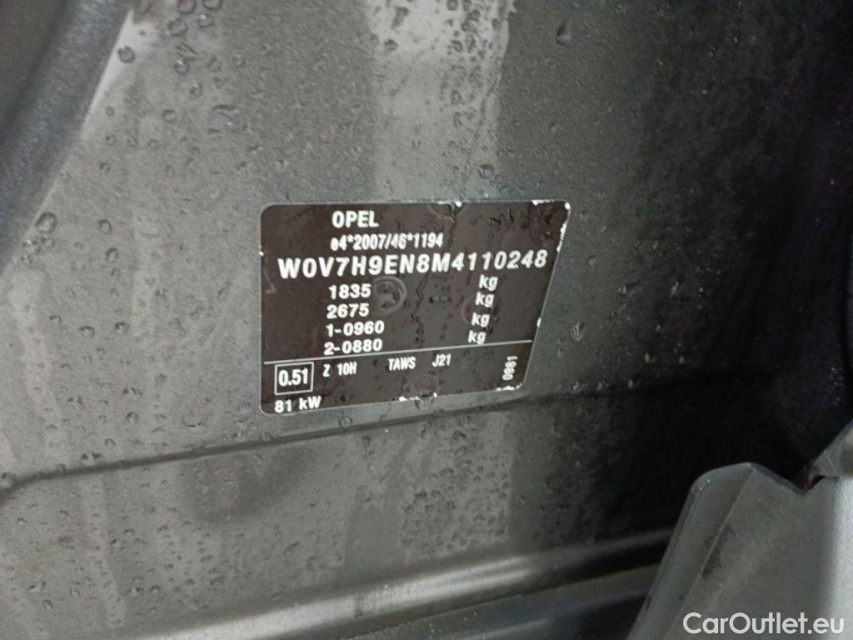 OPEL
e4*2007/46*1194
W0V7H9EN8M4110248
1835 kg
2675 kg
1-0960 kg
2-0880 kg
0.51 Z 10H TAWS J21 0961
81 kW
CarOutlet.eu